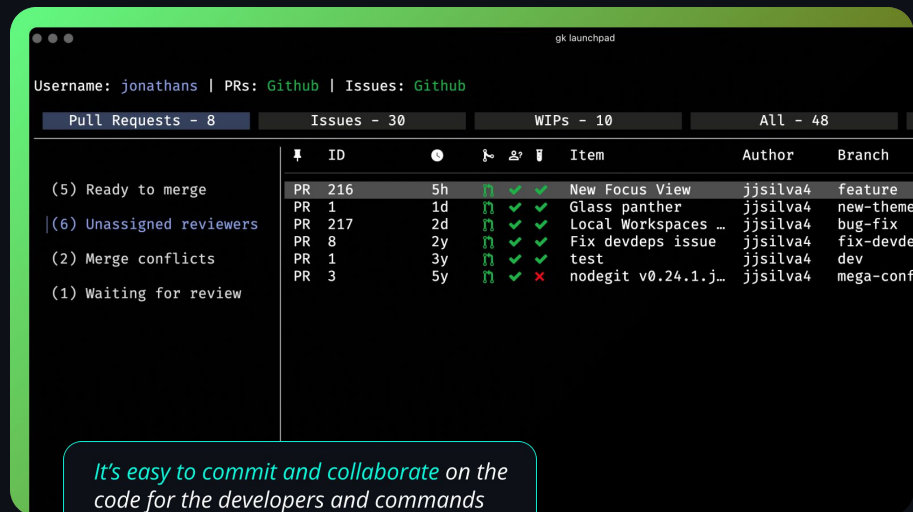 gk launchpad
Username: jonathans | PRs: Github | Issues: Github
Pull Requests - 8 Issues - 30 WIPs - 10 All - 48
ID Item Author Branch
(5) Ready to merge
(6) Unassigned reviewers
(2) Merge conflicts
(1) Waiting for review
PR 216 5h New Focus View jjsilva4 feature
PR 1 1d Glass panther jjsilva4 new-theme
PR 217 2d Local Workspaces … jjsilva4 bug-fix
PR 8 2y Fix devdeps issue jjsilva4 fix-devde
PR 1 3y test jjsilva4 dev
PR 3 5y nodegit v0.24.1.j… jjsilva4 mega-conf
It's easy to commit and collaborate on the
code for the developers and commands